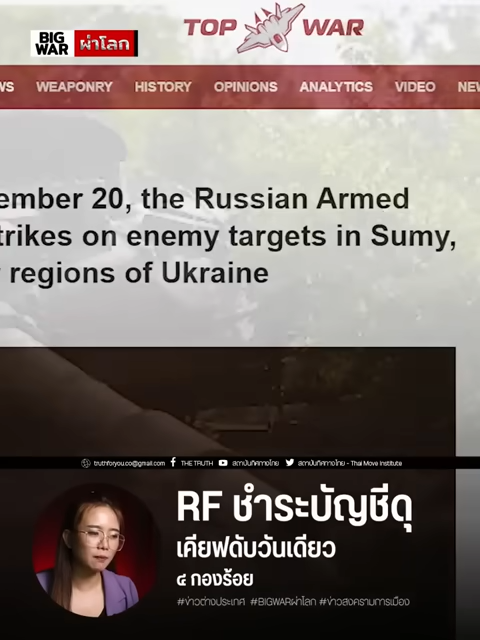 BIG WAR ผ่าโลก
TOP WAR
WS WEAPONRY HISTORY OPINIONS ANALYTICS VIDEO NEW
ember 20, the Russian Armed
trikes on enemy targets in Sumy,
regions of Ukraine
truthforyou.co@gmail.com THE TRUTH สถาบันทิศทางไทย สถาบันทิศทางไทย - Thai Move Institute
RF ชำระบัญชีดุ
เคียฟดับวันเดียว
๔ กองร้อย
#ข่าวต่างประเทศ #BIGWARผ่าโลก #ข่าวสงครามการเมือง